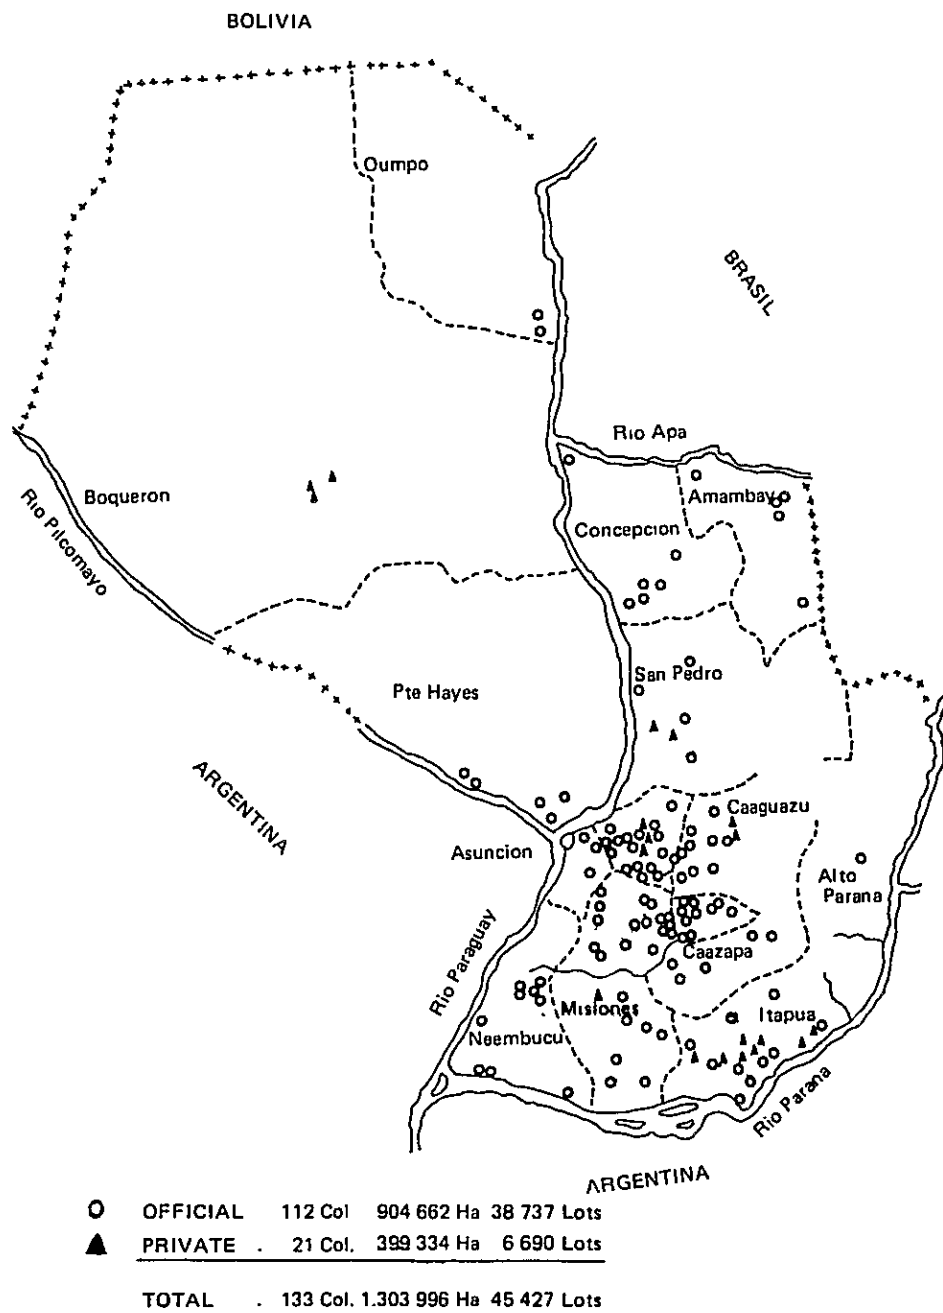 BOLIVIA
Oumpo
BRASIL
Rio Apa
Boqueron
Amambay
Rio Pilcomayo
Concepcion
San Pedro
Pte Hayes
ARGENTINA
Caaguazu
Asuncion
Alto
Parana
Caazapa
Rio Paraguay
Misiones
Itapua
Neembucu
Rio Parana
ARGENTINA
OFFICIAL 112 Col 904 662 Ha 38 737 Lots
PRIVATE . 21 Col. 399 334 Ha 6 690 Lots
TOTAL . 133 Col. 1.303 996 Ha 45 427 Lots